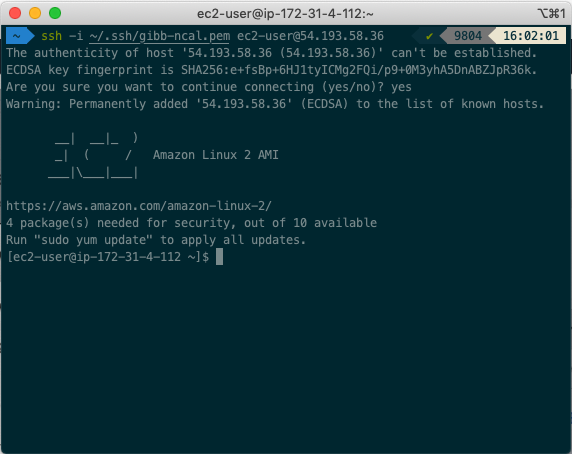 ec2-user@ip-172-31-4-112:~ ⌥⌘1
~ ssh -i ~/.ssh/gibb-ncal.pem ec2-user@54.193.58.36 ✔ 9804 16:02:01
The authenticity of host '54.193.58.36 (54.193.58.36)' can't be established.
ECDSA key fingerprint is SHA256:e+fsBp+6HJ1tyICMg2FQi/p9+0M3yhA5DnABZJpR36k.
Are you sure you want to continue connecting (yes/no)? yes
Warning: Permanently added '54.193.58.36' (ECDSA) to the list of known hosts.
       __|  __|_  )
       _|  (     /   Amazon Linux 2 AMI
      ___|\___|___|
https://aws.amazon.com/amazon-linux-2/
4 package(s) needed for security, out of 10 available
Run "sudo yum update" to apply all updates.
[ec2-user@ip-172-31-4-112 ~]$